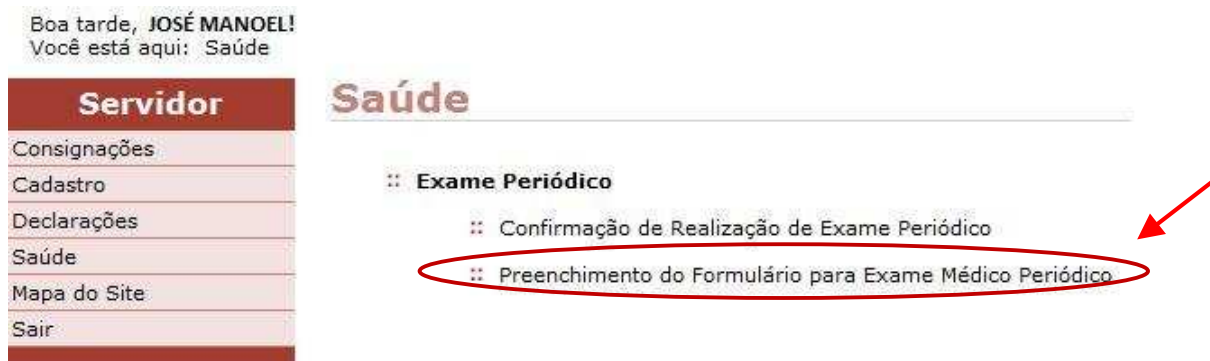 Boa tarde, JOSÉ MANOEL!
Você está aqui: Saúde
Servidor
Consignações
Cadastro
Declarações
Saúde
Mapa do Site
Sair
Saúde
:: Exame Periódico
:: Confirmação de Realização de Exame Periódico
:: Preenchimento do Formulário para Exame Médico Periódico